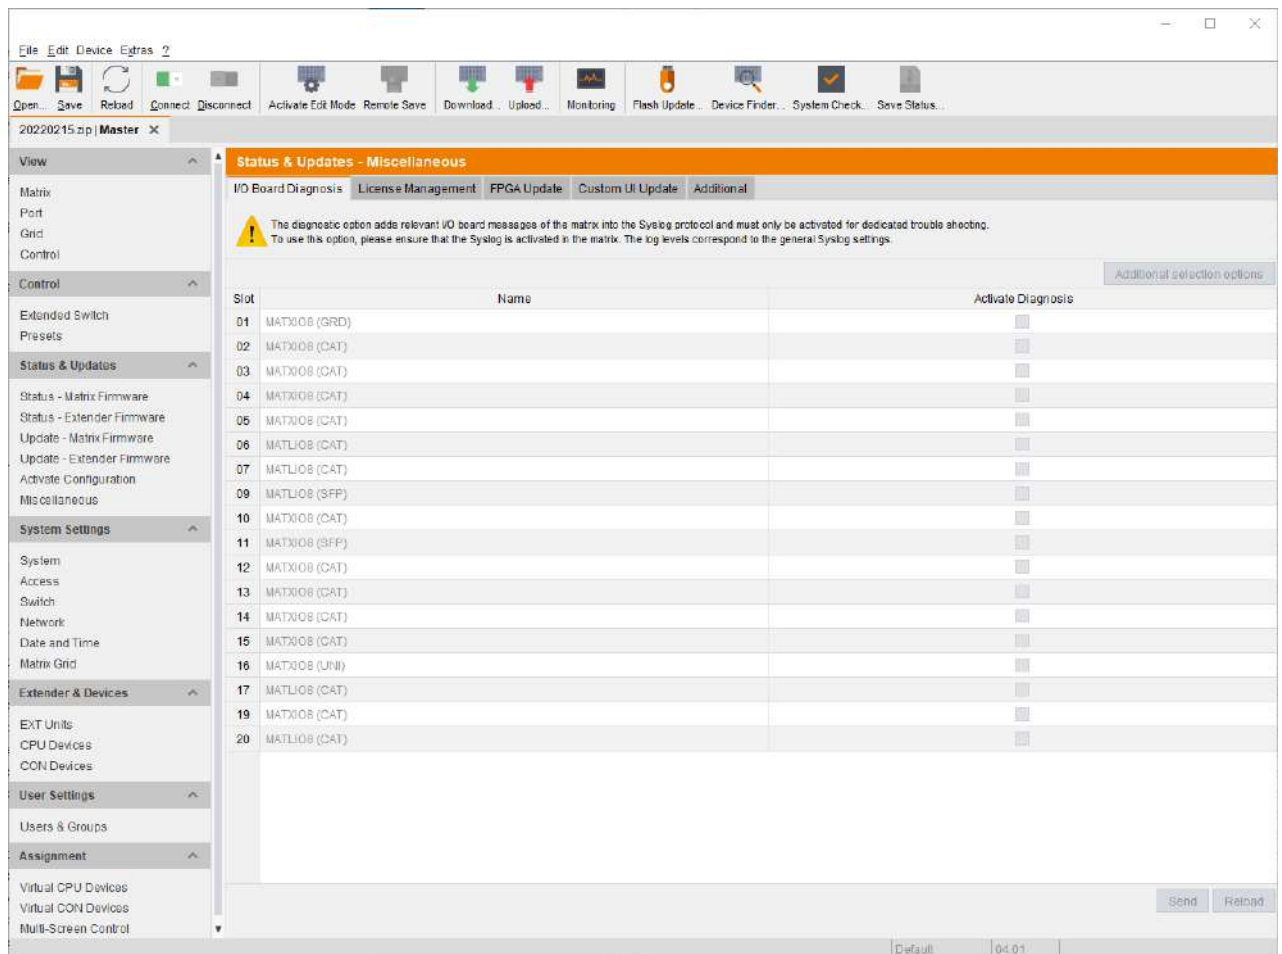 File Edit Device Extras ?
Open... Save Reload Connect Disconnect Activate Edit Mode Remote Save Download... Upload... Monitoring Flash Update... Device Finder... System Check... Save Status...
20220215.zip | Master
View
Matrix
Port
Grid
Control
Control
Extended Switch
Presets
Status & Updates
Status - Matrix Firmware
Status - Extender Firmware
Update - Matrix Firmware
Update - Extender Firmware
Activate Configuration
Miscellaneous
System Settings
System
Access
Switch
Network
Date and Time
Matrix Grid
Extender & Devices
EXT Units
CPU Devices
CON Devices
User Settings
Users & Groups
Assignment
Virtual CPU Devices
Virtual CON Devices
Multi-Screen Control
Status & Updates - Miscellaneous
I/O Board Diagnosis License Management FPGA Update Custom UI Update Additional
The diagnostic option adds relevant I/O board messages of the matrix into the Syslog protocol and must only be activated for dedicated trouble shooting.
To use this option, please ensure that the Syslog is activated in the matrix. The log levels correspond to the general Syslog settings.
Additional selection options
Slot Name Activate Diagnosis
01 MATXIO8 (GRD)
02 MATXIO8 (CAT)
03 MATXIO8 (CAT)
04 MATXIO8 (CAT)
05 MATXIO8 (CAT)
06 MATLIO8 (CAT)
07 MATLIO8 (CAT)
09 MATLIO8 (SFP)
10 MATXIO8 (CAT)
11 MATXIO8 (SFP)
12 MATXIO8 (CAT)
13 MATXIO8 (CAT)
14 MATXIO8 (CAT)
15 MATXIO8 (CAT)
16 MATXIO8 (UNI)
17 MATLIO8 (CAT)
19 MATXIO8 (CAT)
20 MATLIO8 (CAT)
Send Reload
Default 04.01